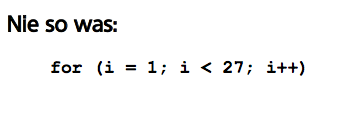 Nie so was:
for (i = 1; i < 27; i++)